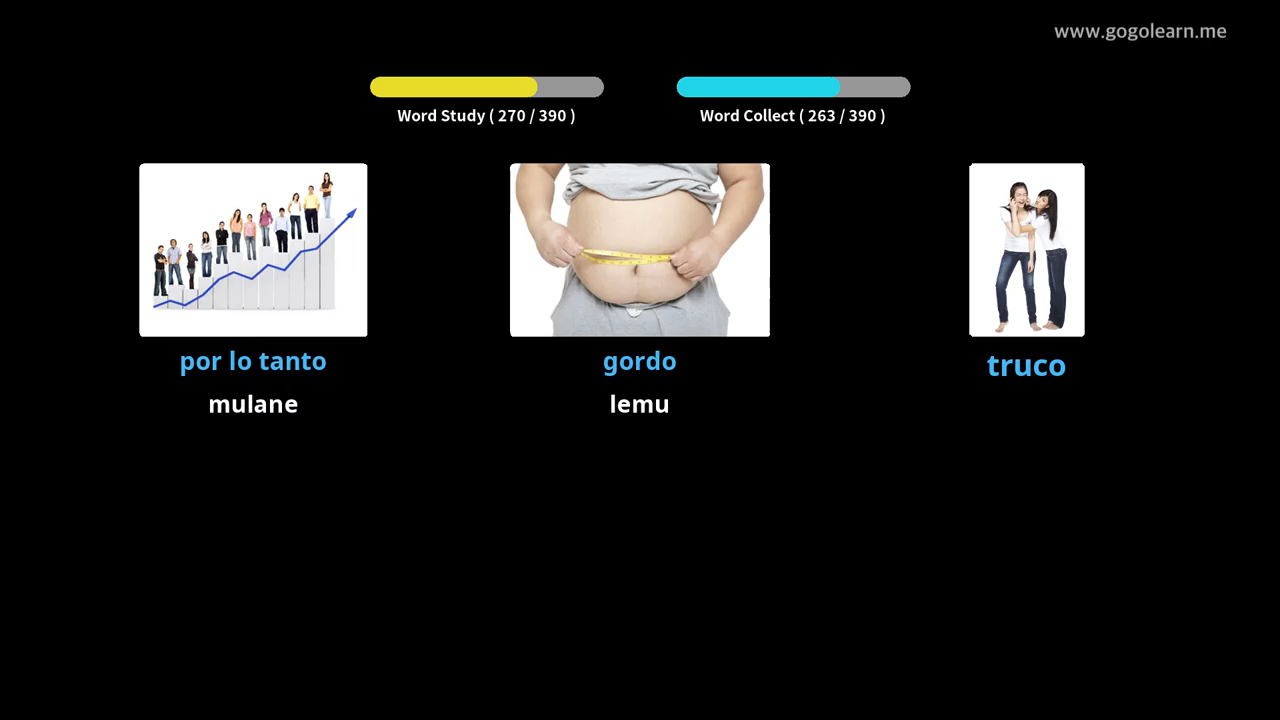 www.gogolearn.me
Word Study ( 270 / 390 )
Word Collect ( 263 / 390 )
por lo tanto
mulane
gordo
lemu
truco